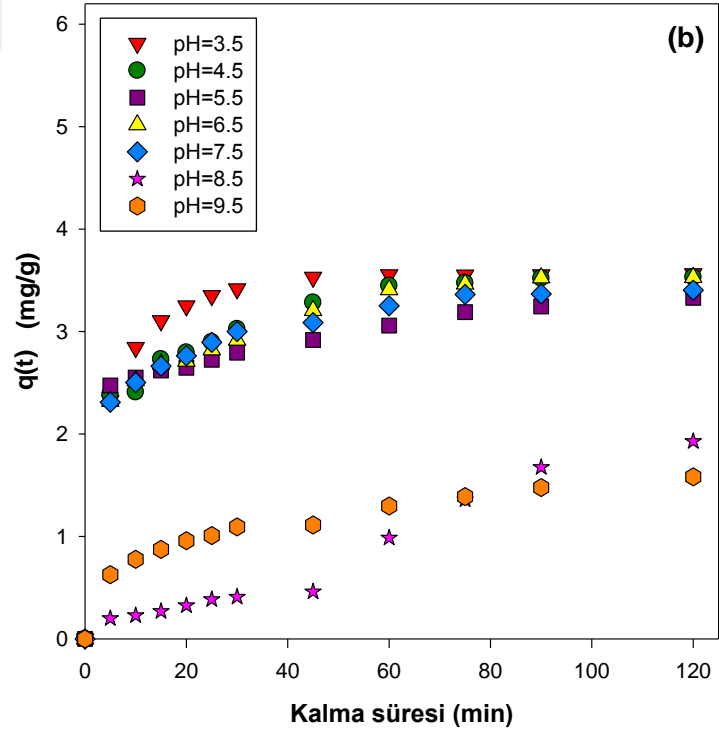 (b)
pH=3.5
pH=4.5
pH=5.5
pH=6.5
pH=7.5
pH=8.5
pH=9.5
q(t) (mg/g)
6
5
4
3
2
1
0
0 20 40 60 80 100 120
Kalma süresi (min)